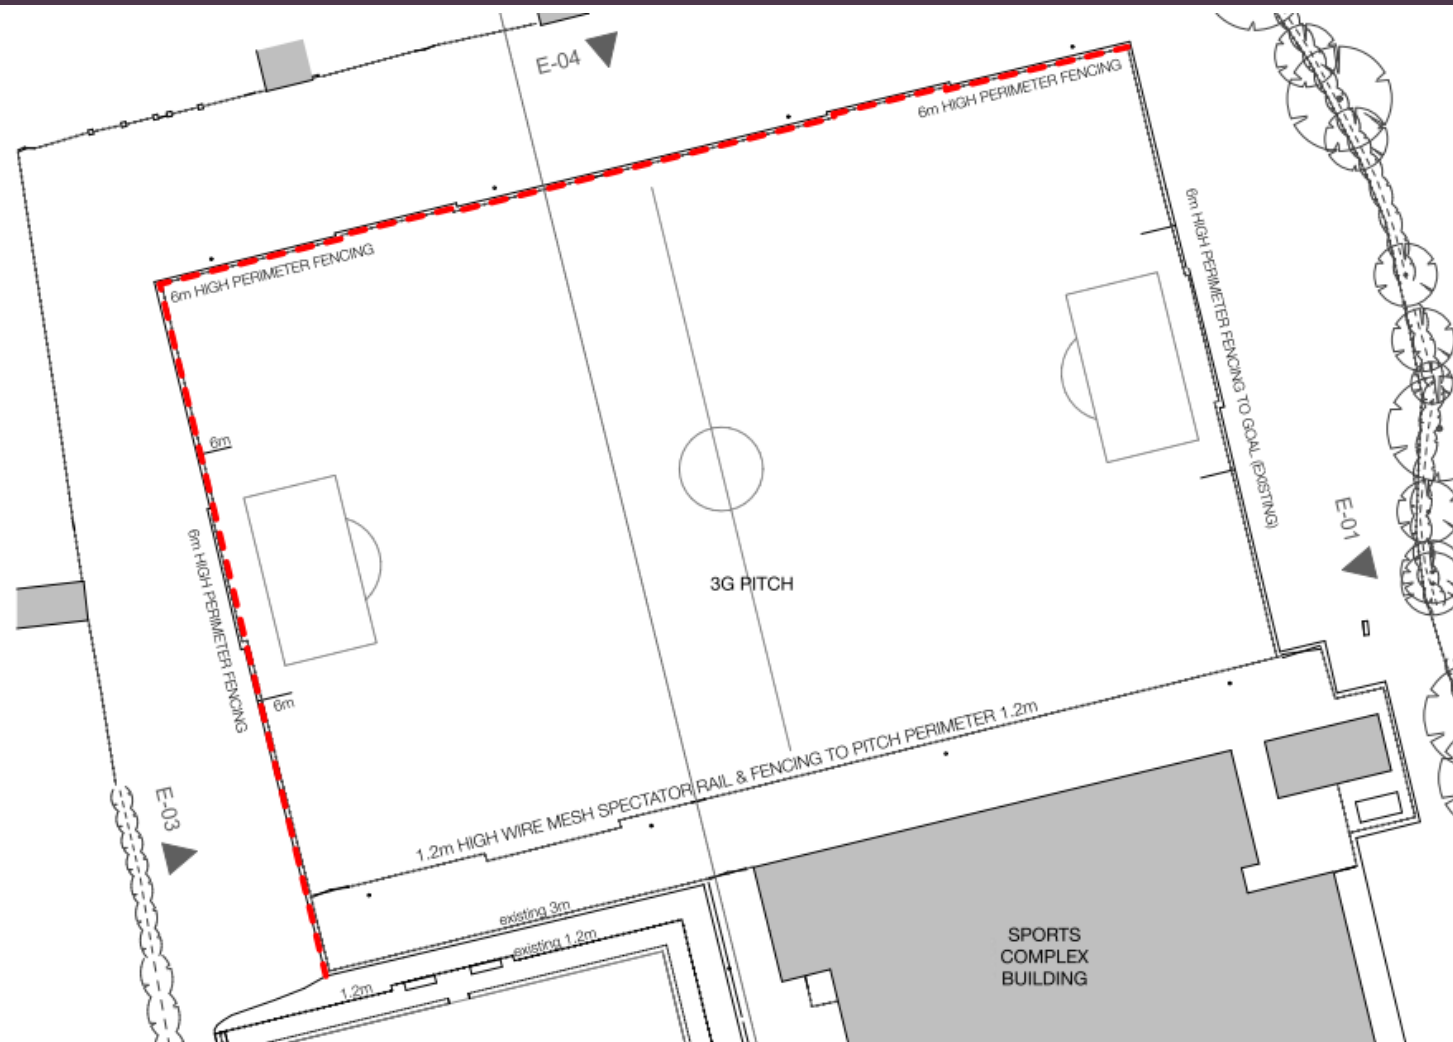 E-04
6m HIGH PERIMETER FENCING
6m HIGH PERIMETER FENCING
6m HIGH PERIMETER FENCING TO GOAL (EXISTING)
6m
6m HIGH PERIMETER FENCING
6m
E-01
3G PITCH
1.2m HIGH WIRE MESH SPECTATOR RAIL & FENCING TO PITCH PERIMETER 1.2m
E-03
existing 3m
existing 1.2m
1.2m
SPORTS
COMPLEX
BUILDING